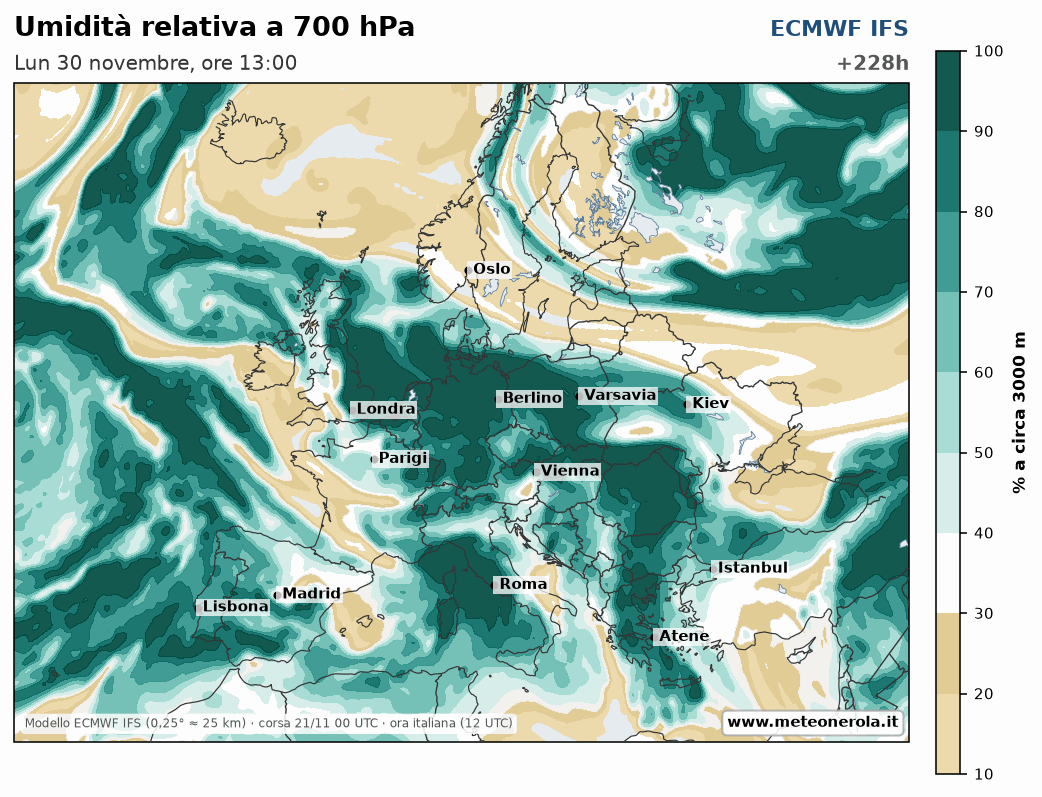 Umidità relativa a 700 hPa
ECMWF IFS
Lun 30 novembre, ore 13:00
+228h
100
90
80
70
60
50
40
30
20
10
% a circa 3000 m
Oslo
Berlino
Varsavia
Kiev
Londra
Parigi
Vienna
Istanbul
Roma
Madrid
Lisbona
Atene
Modello ECMWF IFS (0,25° ≈ 25 km) · corsa 21/11 00 UTC · ora italiana (12 UTC)
www.meteonerola.it